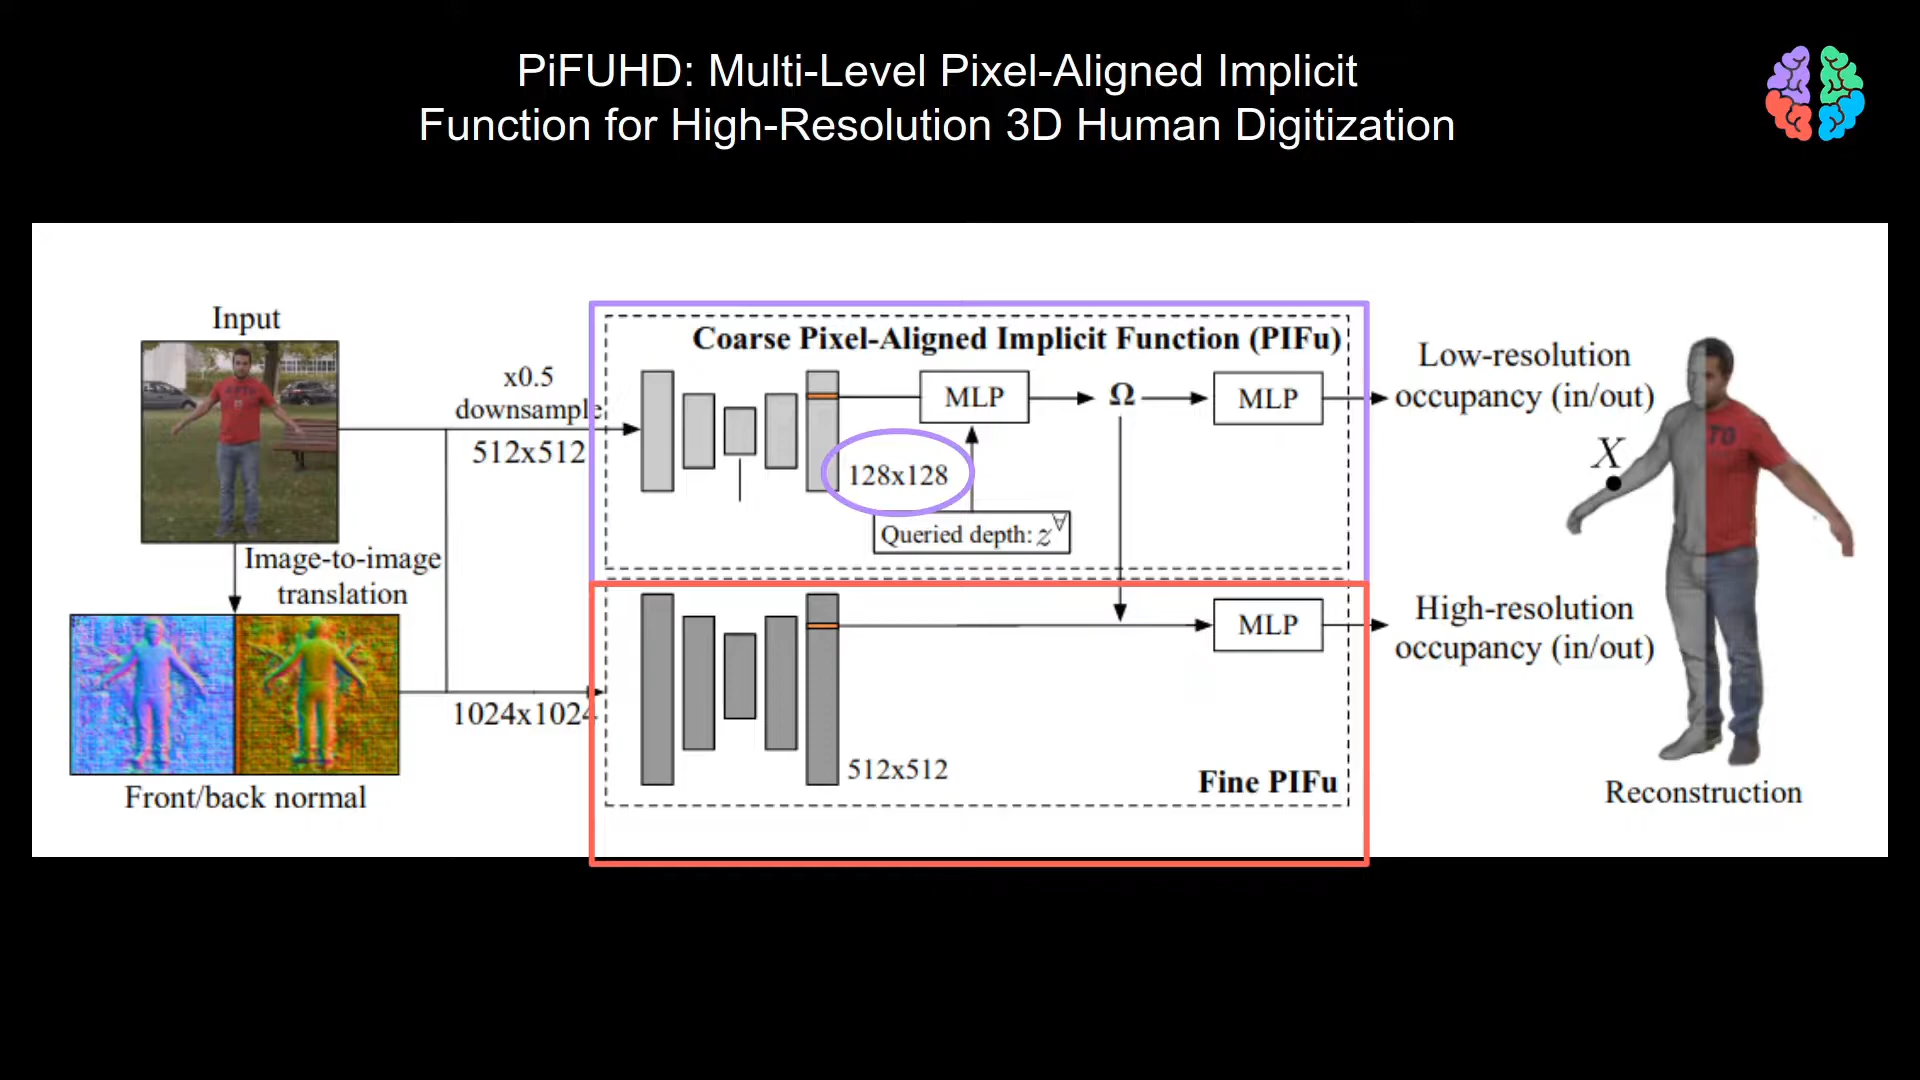 PiFUHD: Multi-Level Pixel-Aligned Implicit
Function for High-Resolution 3D Human Digitization
Input
x0.5
downsample
512x512
Image-to-image
translation
1024x1024
Front/back normal
Coarse Pixel-Aligned Implicit Function (PIFu)
MLP
Ω
MLP
128x128
Queried depth: z∀
MLP
512x512
Fine PIFu
Low-resolution
occupancy (in/out)
High-resolution
occupancy (in/out)
X
TO
Reconstruction